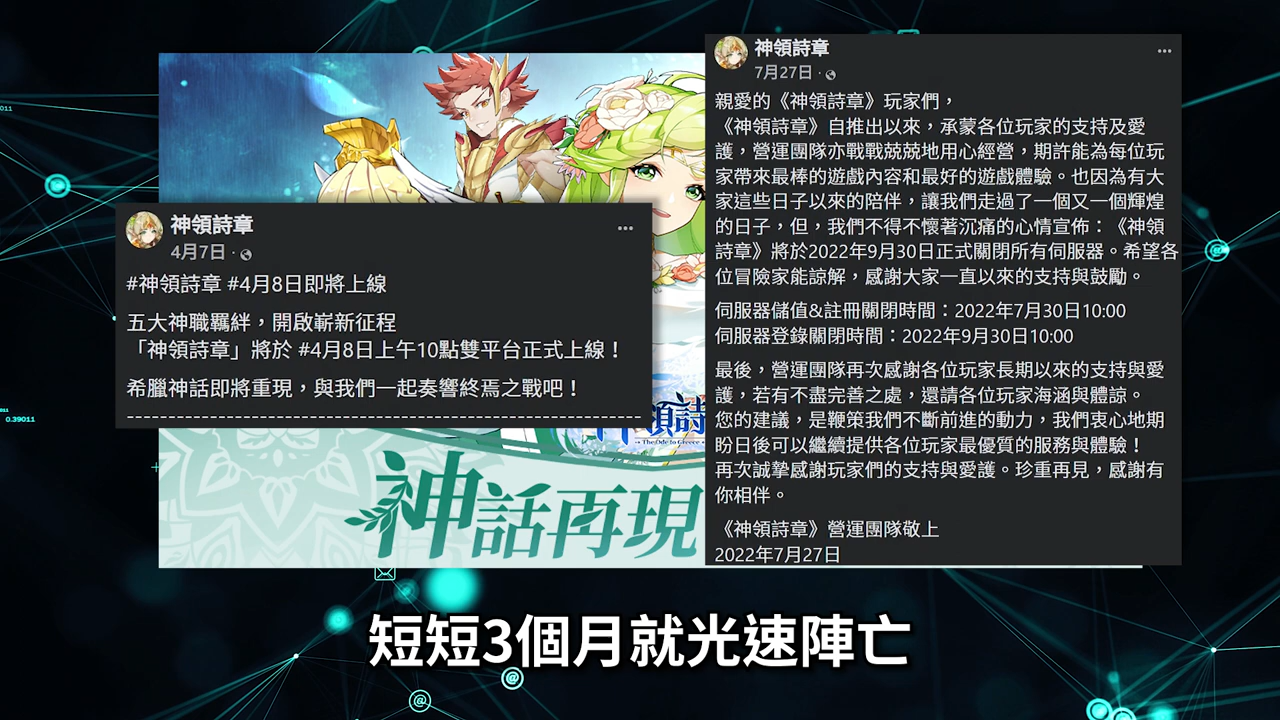 神領詩章
4月7日
#神領詩章 #4月8日即將上線
五大神職羈絆，開啟嶄新征程
「神領詩章」將於 #4月8日上午10點雙平台正式上線！
希臘神話即將重現，與我們一起奏響終焉之戰吧！
神領詩章
7月27日
親愛的《神領詩章》玩家們，
《神領詩章》自推出以來，承蒙各位玩家的支持及愛
護，營運團隊亦戰戰兢兢地用心經營，期許能為每位玩
家帶來最棒的遊戲內容和最好的遊戲體驗。也因為有大
家這些日子以來的陪伴，讓我們走過了一個又一個輝煌
的日子，但，我們不得不懷著沉痛的心情宣佈：《神領
詩章》將於2022年9月30日正式關閉所有伺服器。希望各
位冒險家能諒解，感謝大家一直以來的支持與鼓勵。
伺服器儲值&註冊關閉時間：2022年7月30日10:00
伺服器登錄關閉時間：2022年9月30日10:00
最後，營運團隊再次感謝各位玩家長期以來的支持與愛
護，若有不盡完善之處，還請各位玩家海涵與體諒。
您的建議，是鞭策我們不斷前進的動力，我們衷心地期
盼日後可以繼續提供各位玩家最優質的服務與體驗！
再次誠摯感謝玩家們的支持與愛護。珍重再見，感謝有
你相伴。
《神領詩章》營運團隊敬上
2022年7月27日
領詩
The Ode to Greece
神話再現
0.39011
短短3個月就光速陣亡